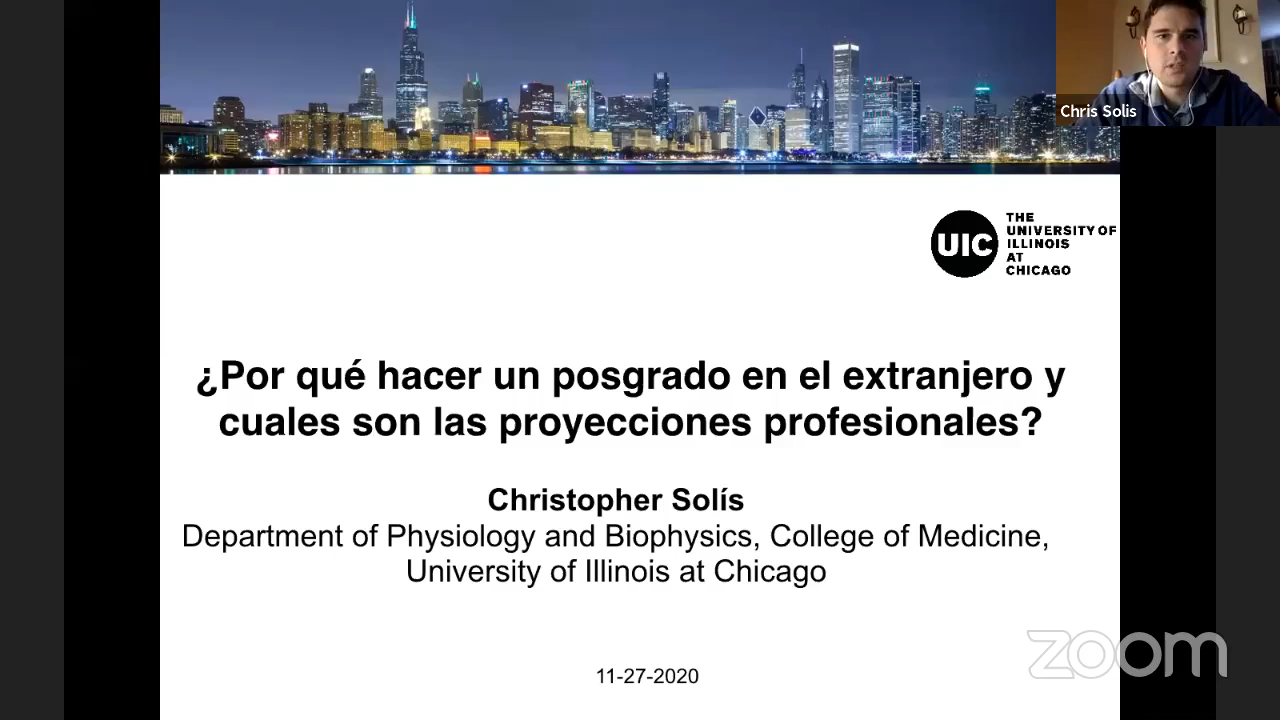 Chris Solis
UIC
THE
UNIVERSITY OF
ILLINOIS
AT
CHICAGO
¿Por qué hacer un posgrado en el extranjero y
cuales son las proyecciones profesionales?
Christopher Solís
Department of Physiology and Biophysics, College of Medicine,
University of Illinois at Chicago
zoom
11-27-2020